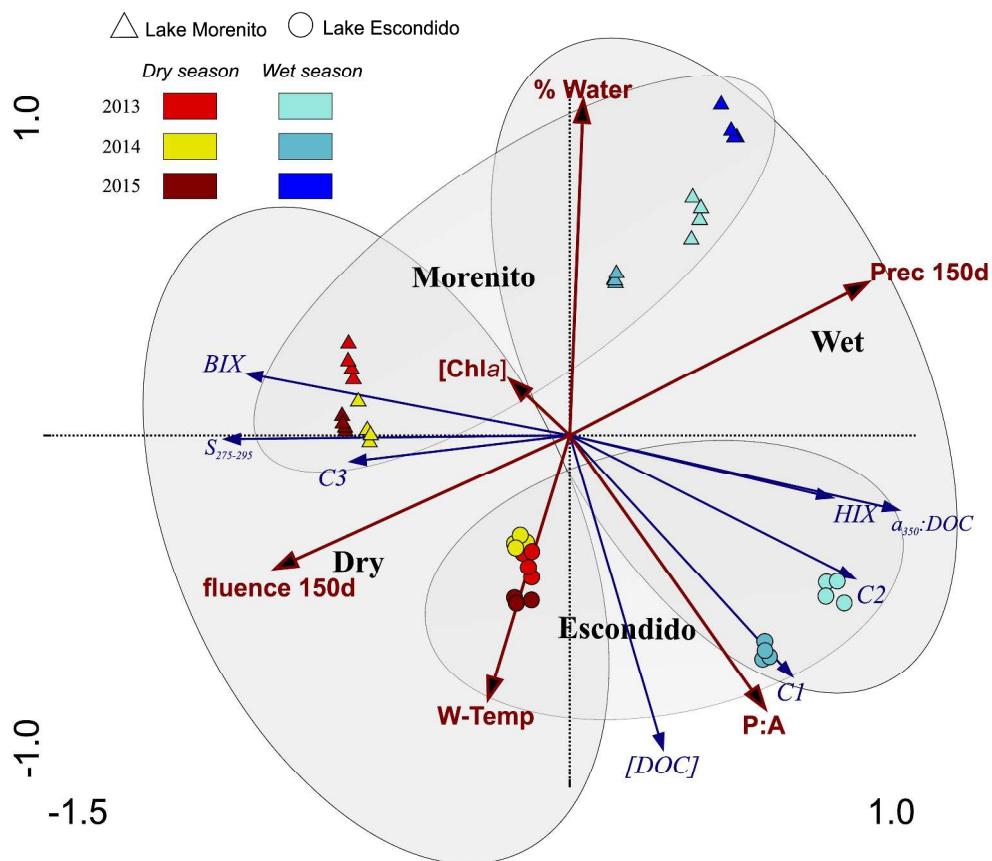 Lake Morenito Lake Escondido
Dry season Wet season
2013
2014
2015
1.0
% Water
Prec 150d
Morenito
Wet
BIX
[Chla]
S275-295
C3
HIX
a350:DOC
Dry
fluence 150d
C2
Escondido
C1
W-Temp
P:A
[DOC]
-1.0
-1.5
1.0